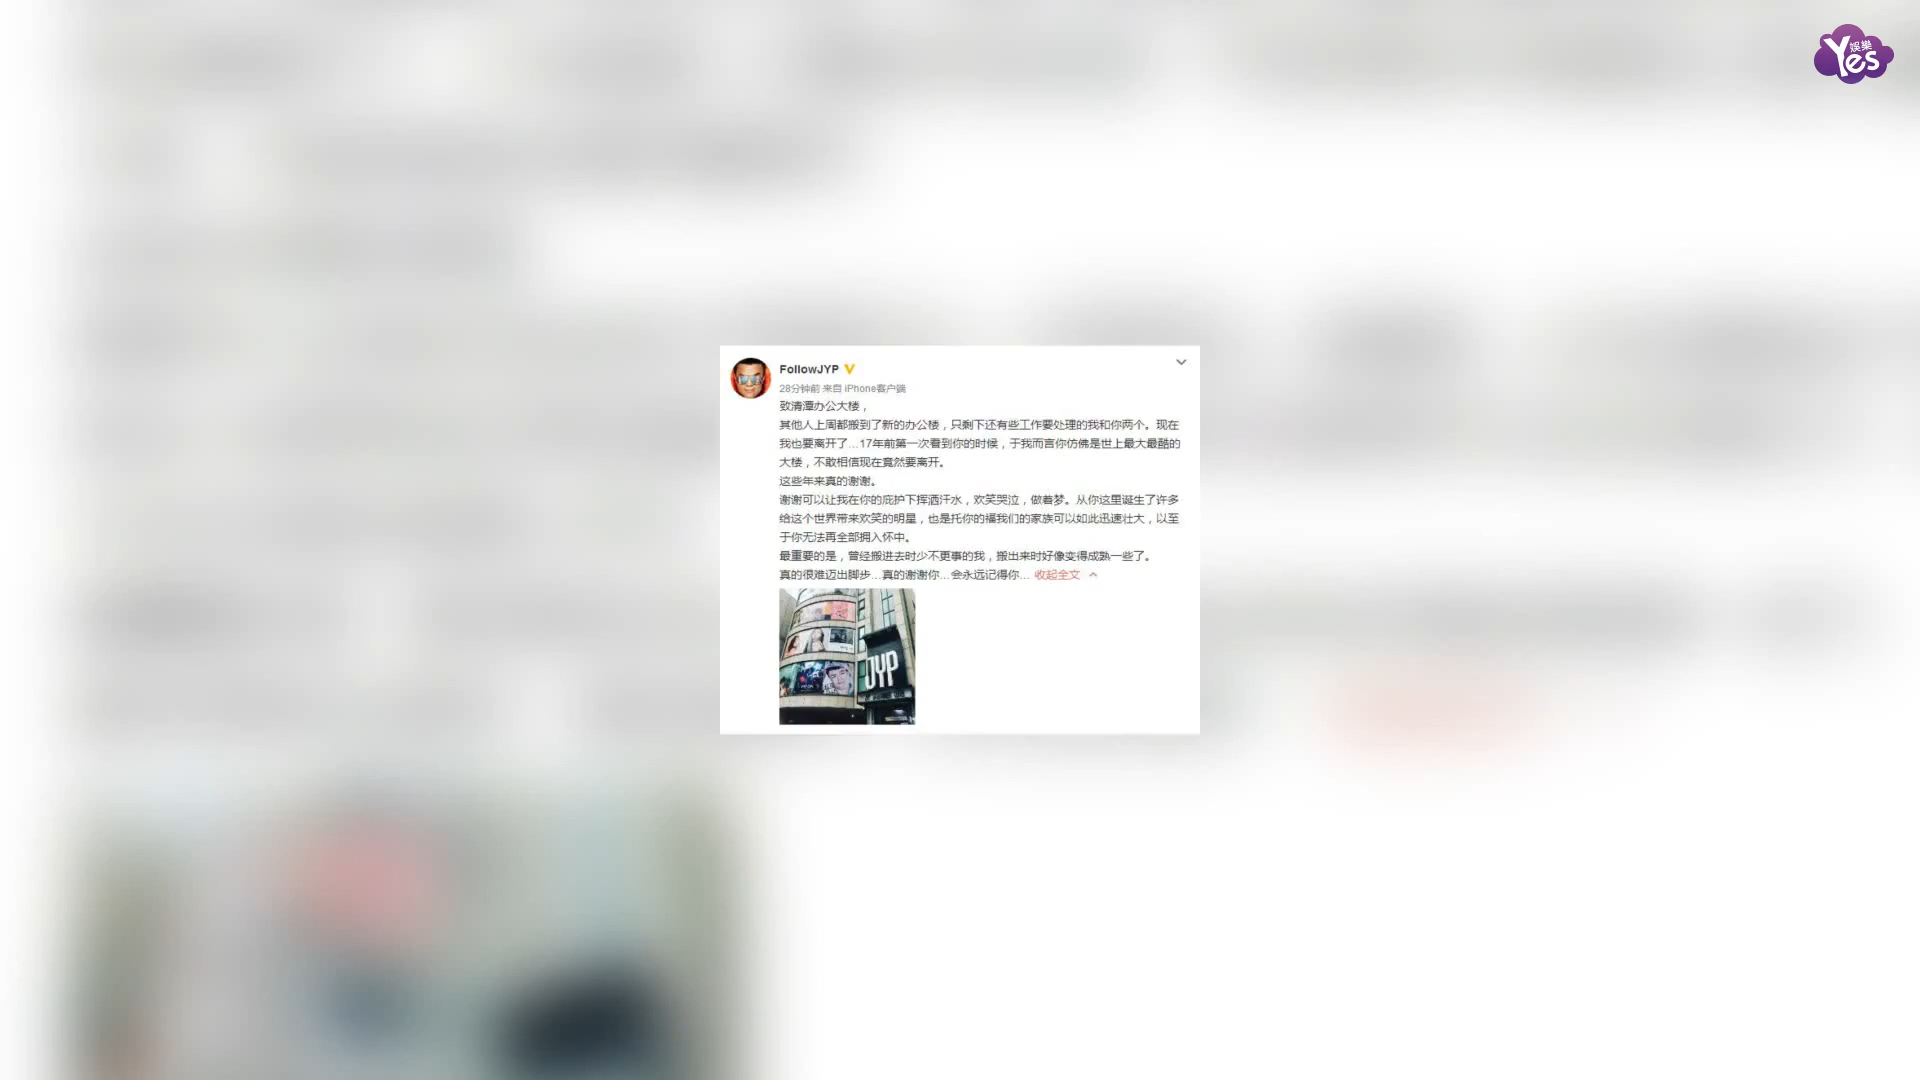 Yes 娛樂
FollowJYP
28分钟前 来自 iPhone客户端
致清潭办公大楼，
其他人上周都搬到了新的办公楼，只剩下还有些工作要处理的我和你两个。现在
我也要离开了...17年前第一次看到你的时候，于我而言你仿佛是世上最大最酷的
大楼，不敢相信现在竟然要离开。
这些年来真的谢谢。
谢谢可以让我在你的庇护下挥洒汗水，欢笑哭泣，做着梦。从你这里诞生了许多
给这个世界带来欢笑的明星，也是托你的福我们的家族可以如此迅速壮大，以至
于你无法再全部拥入怀中。
最重要的是，曾经搬进去时少不更事的我，搬出来时好像变得成熟一些了。
真的很难迈出脚步...真的谢谢你...会永远记得你... 收起全文
JYP